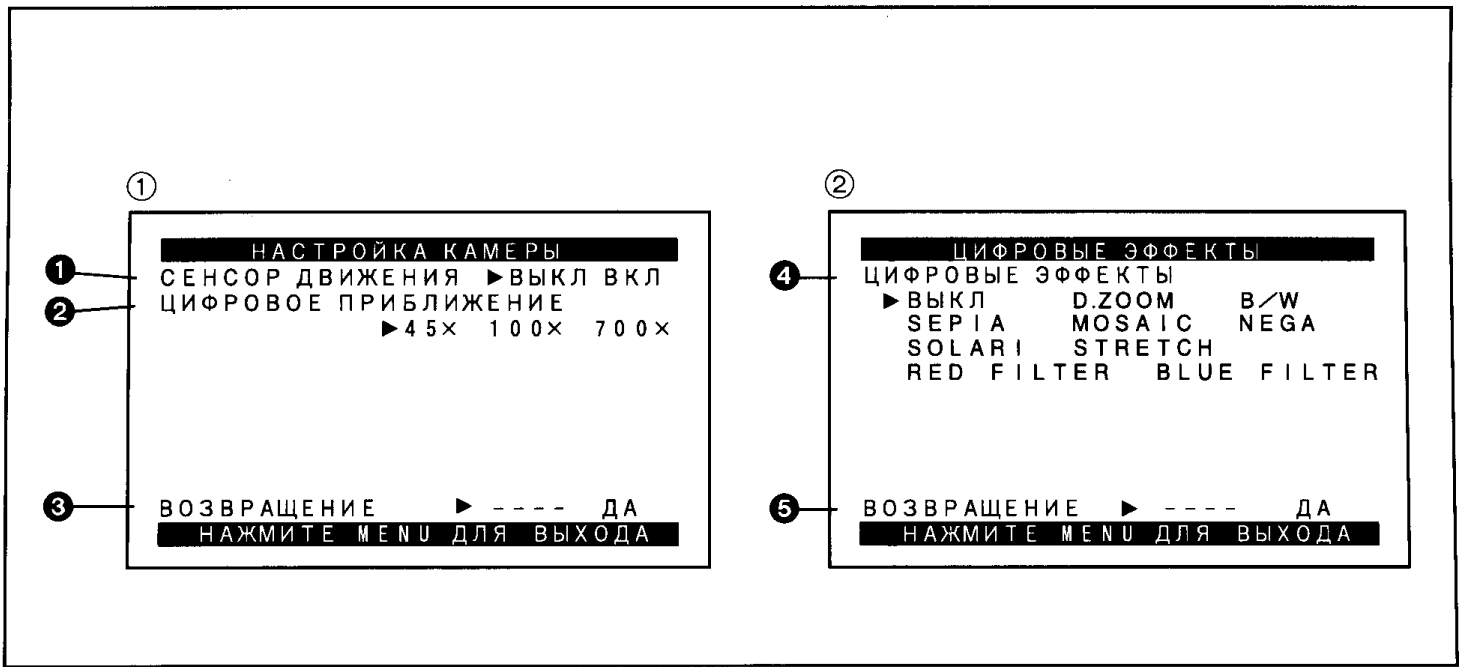 ①
НАСТРОЙКА КАМЕРЫ
❶ СЕНСОР ДВИЖЕНИЯ ►ВЫКЛ ВКЛ
❷ ЦИФРОВОЕ ПРИБЛИЖЕНИЕ
►45× 100× 700×
❸ ВОЗВРАЩЕНИЕ ► ---- ДА
НАЖМИТЕ MENU ДЛЯ ВЫХОДА
②
ЦИФРОВЫЕ ЭФФЕКТЫ
❹ ЦИФРОВЫЕ ЭФФЕКТЫ
►ВЫКЛ D.ZOOM B/W
SEPIA MOSAIC NEGA
SOLARI STRETCH
RED FILTER BLUE FILTER
❺ ВОЗВРАЩЕНИЕ ► ---- ДА
НАЖМИТЕ MENU ДЛЯ ВЫХОДА